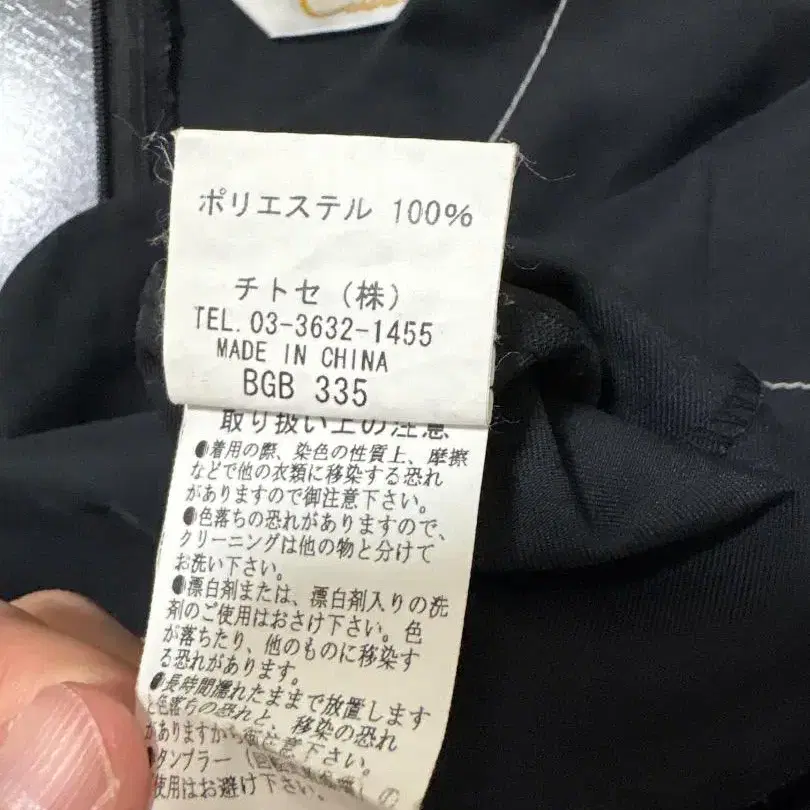 ポリエステル 100%
チトセ (株)
TEL. 03-3632-1455
MADE IN CHINA
BGB 335
取り扱い上の注意
●着用の際、染色の性質上、摩擦
などで他の衣類に移染する恐れ
がありますので御注意下さい。
●色落ちの恐れがありますので、
クリーニングは他の物と分けて
お洗い下さい。
●漂白剤または、漂白剤入りの洗
剤のご使用はおさけ下さい。色
が落ちたり、他のものに移染す
る恐れがあります。
●長時間濡れたままで放置します
と色落ちの恐れと、移染の恐れ
がありますから御注意下さい。
●タンブラー (
使用はお避け下さい。